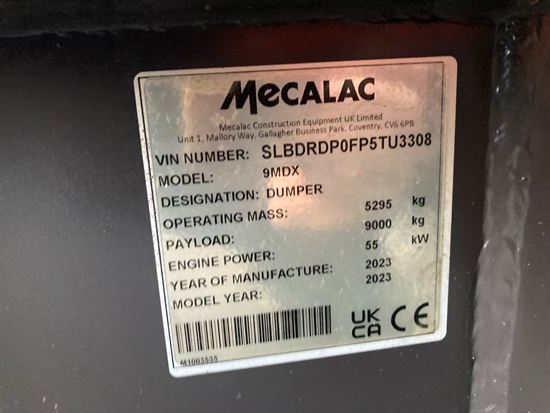 MeCALAC
Mecalac Construction Equipment UK Limited
Unit 1, Mallory Way, Gallagher Business Park, Coventry, CV6 6PB
VIN NUMBER: SLBDRDP0FP5TU3308
MODEL: 9MDX
DESIGNATION: DUMPER
OPERATING MASS: 5295 kg
PAYLOAD: 9000 kg
ENGINE POWER: 55 kW
YEAR OF MANUFACTURE: 2023
MODEL YEAR: 2023
M1003535
UK
CA CE